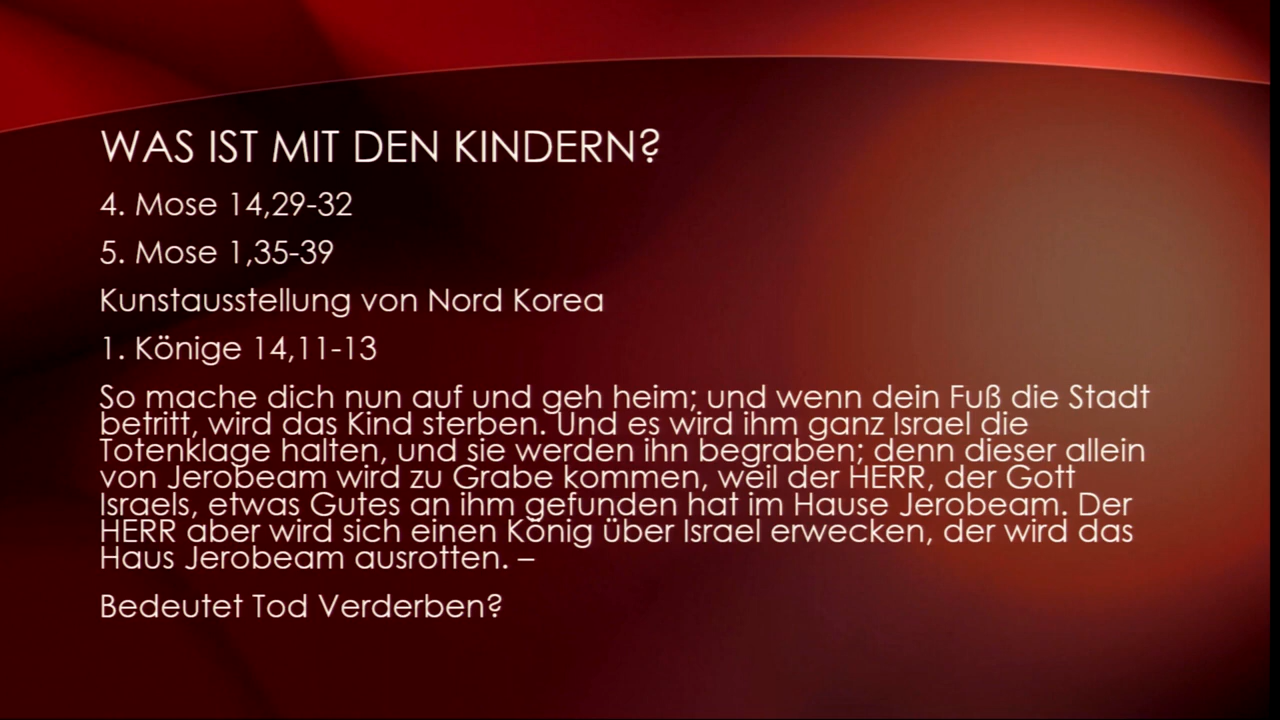 WAS IST MIT DEN KINDERN?
4. Mose 14,29-32
5. Mose 1,35-39
Kunstausstellung von Nord Korea
1. Könige 14,11-13
So mache dich nun auf und geh heim; und wenn dein Fuß die Stadt
betritt, wird das Kind sterben. Und es wird ihm ganz Israel die
Totenklage halten, und sie werden ihn begraben; denn dieser allein
von Jerobeam wird zu Grabe kommen, weil der HERR, der Gott
Israels, etwas Gutes an ihm gefunden hat im Hause Jerobeam. Der
HERR aber wird sich einen König über Israel erwecken, der wird das
Haus Jerobeam ausrotten. –
Bedeutet Tod Verderben?